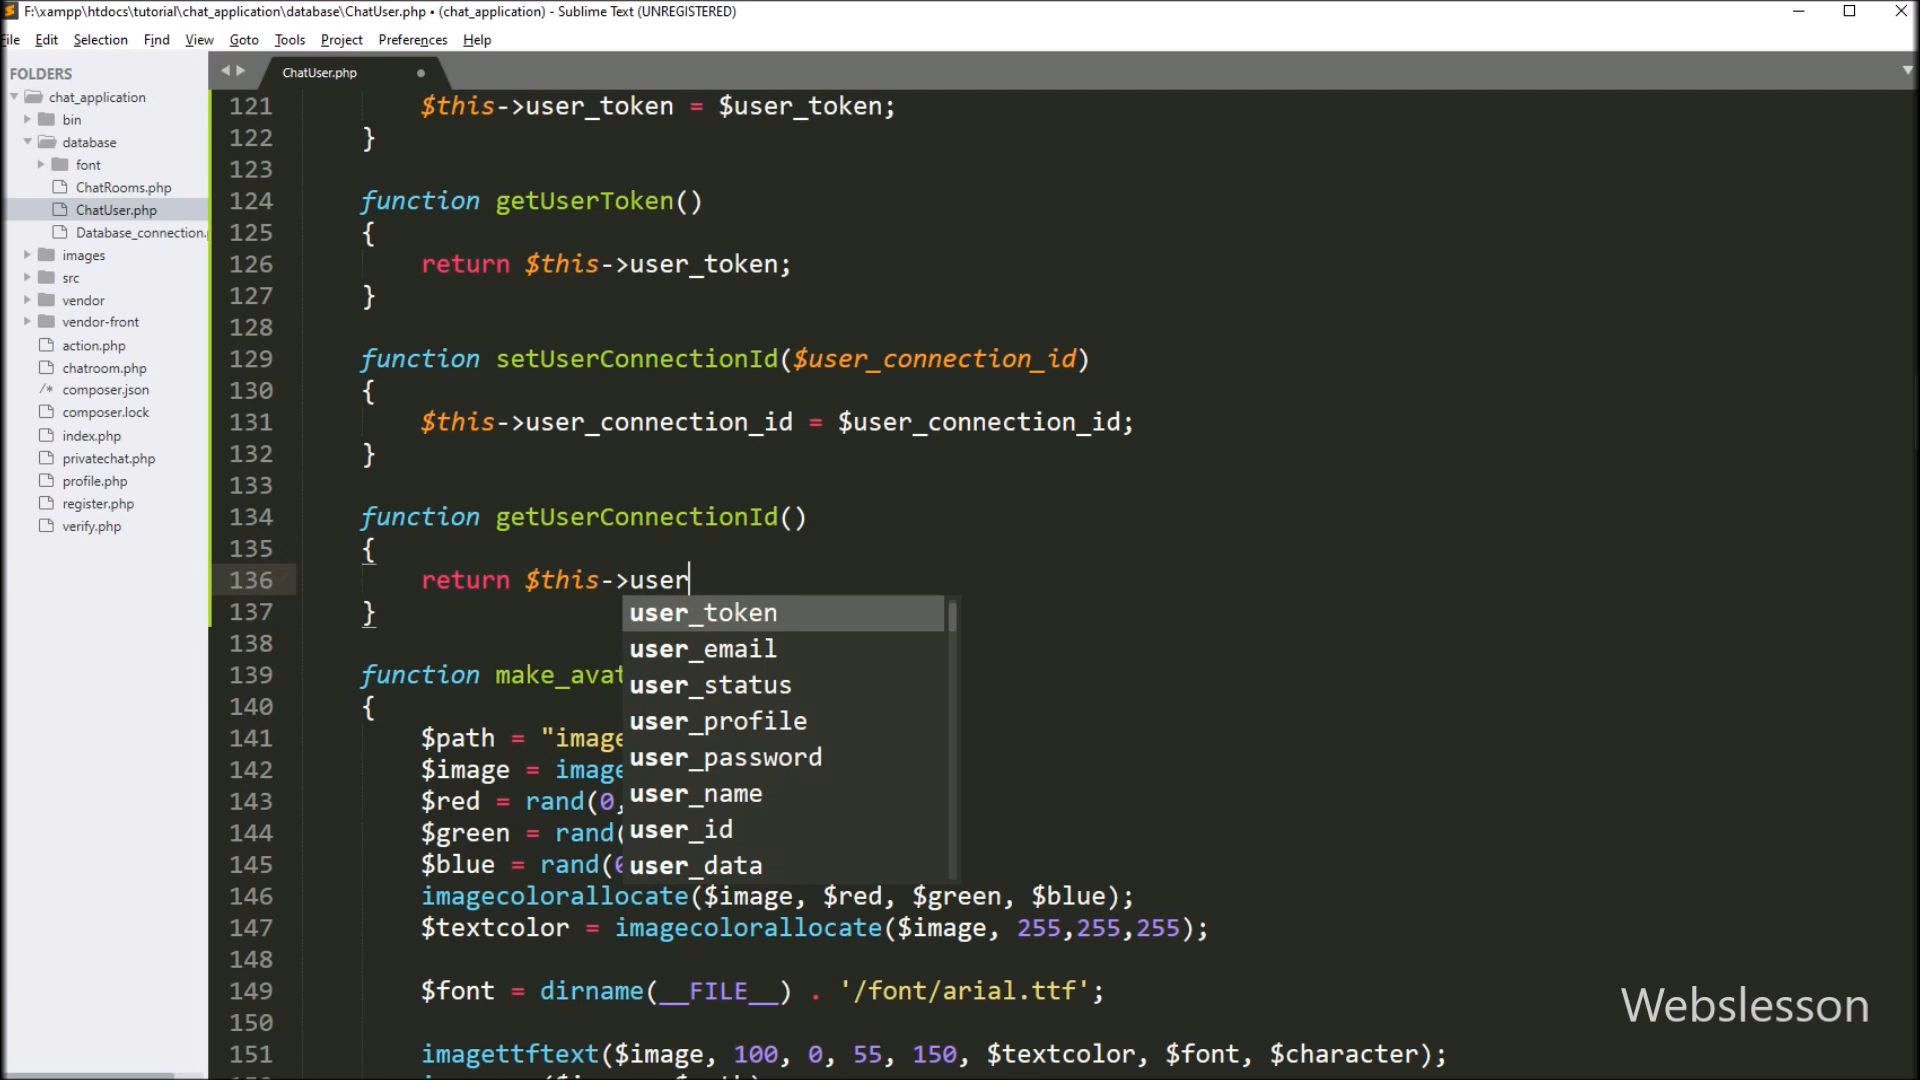 F:\xampp\htdocs\tutorial\chat_application\database\ChatUser.php • (chat_application) - Sublime Text (UNREGISTERED)
File Edit Selection Find View Goto Tools Project Preferences Help
FOLDERS
chat_application
bin
database
font
ChatRooms.php
ChatUser.php
Database_connection.
images
src
vendor
vendor-front
action.php
chatroom.php
/* composer.json
composer.lock
index.php
privatechat.php
profile.php
register.php
verify.php
ChatUser.php
121 $this->user_token = $user_token;
122 }
123
124 function getUserToken()
125 {
126 return $this->user_token;
127 }
128
129 function setUserConnectionId($user_connection_id)
130 {
131 $this->user_connection_id = $user_connection_id;
132 }
133
134 function getUserConnectionId()
135 {
136 return $this->user
137 }
138
139 function make_avat
140 {
141 $path = "image
142 $image = image
143 $red = rand(0,
144 $green = rand(
145 $blue = rand(0
146 imagecolorallocate($image, $red, $green, $blue);
147 $textcolor = imagecolorallocate($image, 255,255,255);
148
149 $font = dirname(__FILE__) . '/font/arial.ttf';
150
151 imagettftext($image, 100, 0, 55, 150, $textcolor, $font, $character);
user_token
user_email
user_status
user_profile
user_password
user_name
user_id
user_data
Webslesson